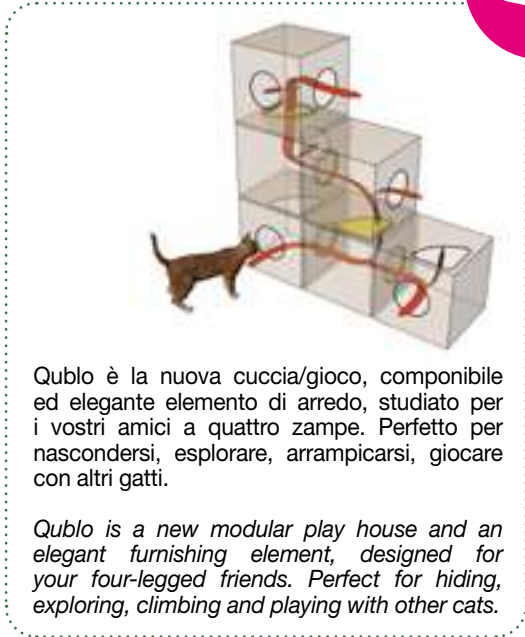 Qublo è la nuova cuccia/gioco, componibile
ed elegante elemento di arredo, studiato per
i vostri amici a quattro zampe. Perfetto per
nascondersi, esplorare, arrampicarsi, giocare
con altri gatti.
Qublo is a new modular play house and an
elegant furnishing element, designed for
your four-legged friends. Perfect for hiding,
exploring, climbing and playing with other cats.